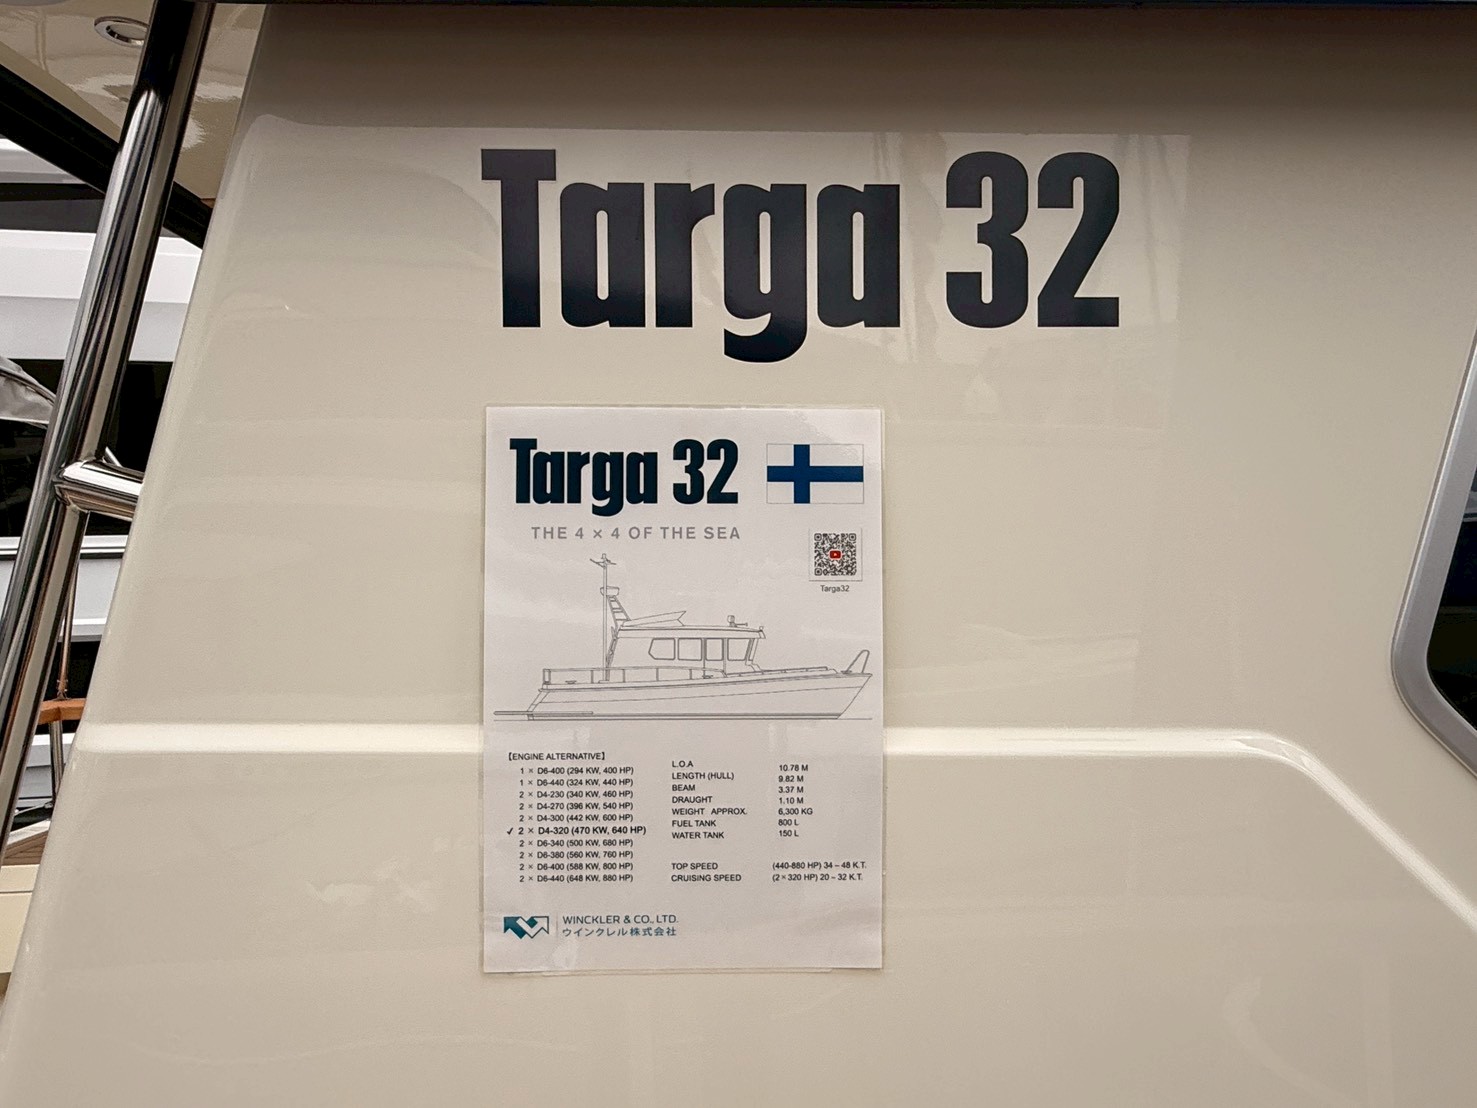 Targa 32
Targa 32
THE 4 × 4 OF THE SEA
Targa32
【ENGINE ALTERNATIVE】
1 × D6-400 (294 KW, 400 HP)
1 × D6-440 (324 KW, 440 HP)
2 × D4-230 (340 KW, 460 HP)
2 × D4-270 (396 KW, 540 HP)
2 × D4-300 (442 KW, 600 HP)
✓ 2 × D4-320 (470 KW, 640 HP)
2 × D6-340 (500 KW, 680 HP)
2 × D6-380 (560 KW, 760 HP)
2 × D6-400 (588 KW, 800 HP)
2 × D6-440 (648 KW, 880 HP)
L.O.A 10.78 M
LENGTH (HULL) 9.82 M
BEAM 3.37 M
DRAUGHT 1.10 M
WEIGHT APPROX. 6,300 KG
FUEL TANK 800 L
WATER TANK 150 L
TOP SPEED (440-880 HP) 34 – 48 K.T.
CRUISING SPEED (2 × 320 HP) 20 – 32 K.T.
WINCKLER & CO., LTD.
ウインクレル株式会社